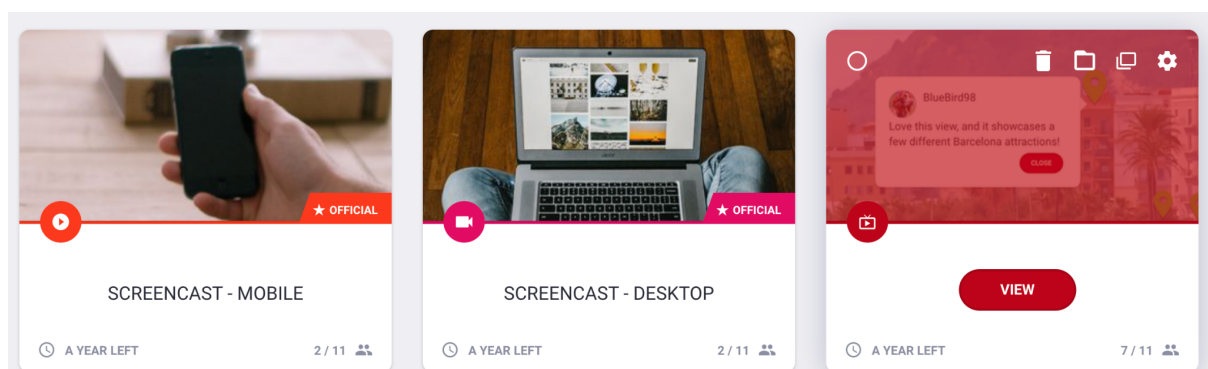 ★ OFFICIAL
SCREENCAST - MOBILE
A YEAR LEFT
2 / 11
★ OFFICIAL
SCREENCAST - DESKTOP
A YEAR LEFT
2 / 11
BlueBird98
Love this view, and it showcases a
few different Barcelona attractions!
CLOSE
VIEW
A YEAR LEFT
7 / 11